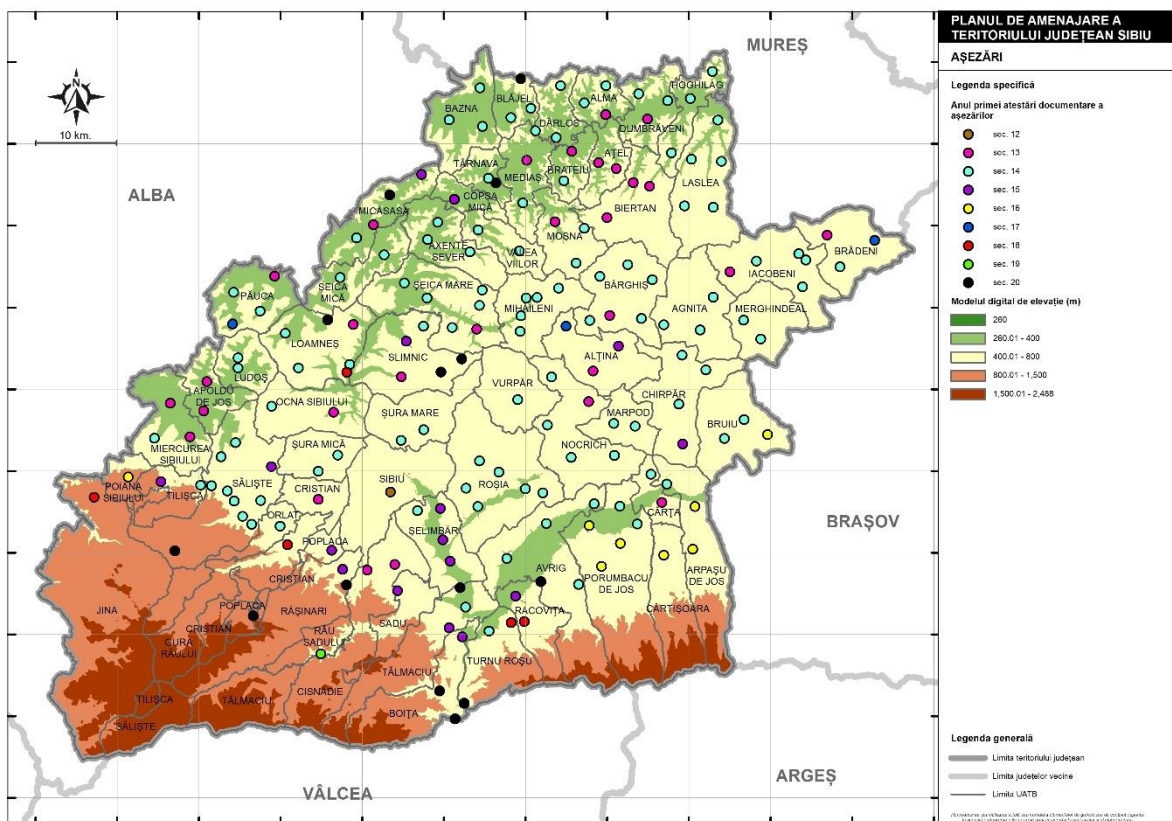 PLANUL DE AMENAJARE A
TERITORIULUI JUDEȚEAN SIBIU
AȘEZĂRI
Legenda specifică
Anul primei atestări documentare a
așezărilor
sec. 12
sec. 13
sec. 14
sec. 15
sec. 16
sec. 17
sec. 18
sec. 19
sec. 20
Modelul digital de elevație (m)
260
260.01 - 400
400.01 - 800
800.01 - 1,500
1,500.01 - 2,488
Legenda generală
Limita teritoriului județean
Limita județelor vecine
Limita UATB
N
10 km.
MUREȘ
ALBA
BRAȘOV
ARGEȘ
VÂLCEA
HOGHILAG
BLĂJEL
ALMA
BAZNA
DÂRLOS
DUMBRĂVENI
AȚEL
TÂRNAVA
BRATEIU
MEDIAȘ
LASLEA
COPȘA
MICĂ
MICĂSASA
BIERTAN
MOȘNA
AXENTE
SEVER
VALEA
VIILOR
BRĂDENI
IACOBENI
ȘEICA
MICĂ
ȘEICA MARE
BÂRGHIȘ
PĂUCA
MIHĂILENI
AGNITA
MERGHINDEAL
LOAMNEȘ
SLIMNIC
ALȚINA
LUDOȘ
VURPĂR
APOLDU
DE JOS
OCNA SIBIULUI
CHIRPĂR
ȘURA MARE
MARPOD
BRUIU
MIERCUREA
SIBIULUI
ȘURA MICĂ
NOCRICH
SIBIU
ROȘIA
SĂLIȘTE
POIANA
SIBIULUI
TILIȘCA
CRISTIAN
CÂRȚA
ORLAT
ȘELIMBĂR
POPLACA
AVRIG
PORUMBACU
DE JOS
ARPAȘU
DE JOS
CRISTIAN
RĂȘINARI
JINA
POPLACA
RACOVIȚA
CÂRȚIȘOARA
SADU
CRISTIAN
GURA
RÂULUI
RÂU
SADULUI
TURNU ROȘU
TĂLMACIU
TILIȘCA
TĂLMACIU
CISNĂDIE
BOIȚA
SĂLIȘTE